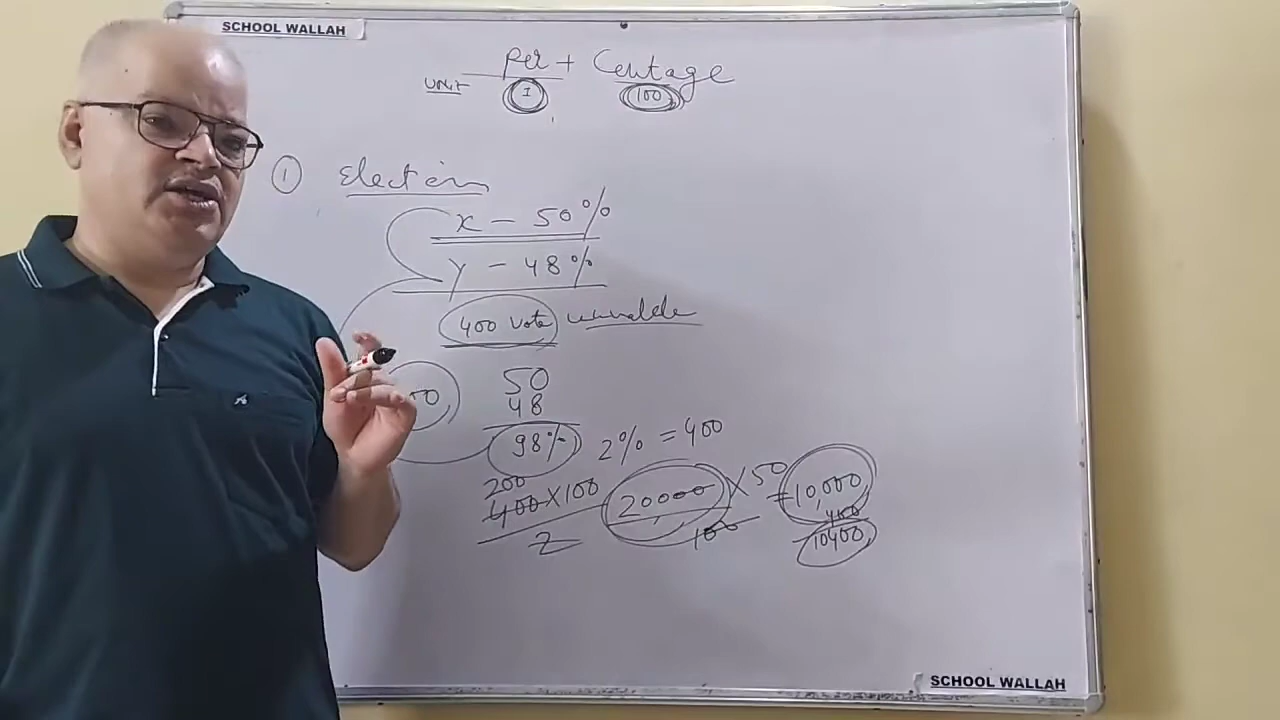 SCHOOL WALLAH
Per + Centage
UNIT 1 100
1 Election
x - 50%
y - 48%
400 vote
50
48
98% 2% = 400
200
400 x 100 20000 x 50 = 10,000
2 100 400
10400
SCHOOL WALLAH